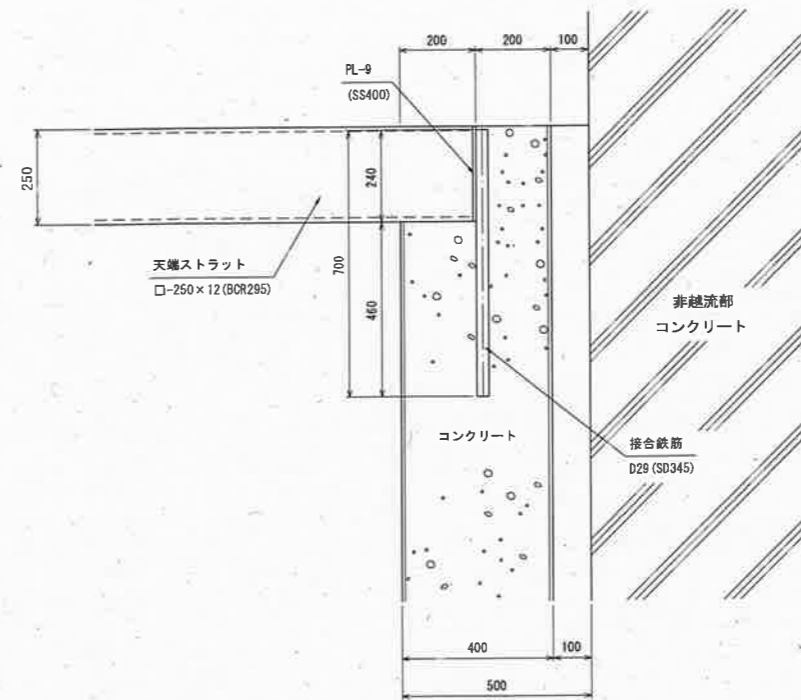 200
200
100
PL-9
(SS400)
250
240
700
460
天端ストラット
□-250×12(BCR295)
非越流部
コンクリート
コンクリート
接合鉄筋
D29(SD345)
400
100
500